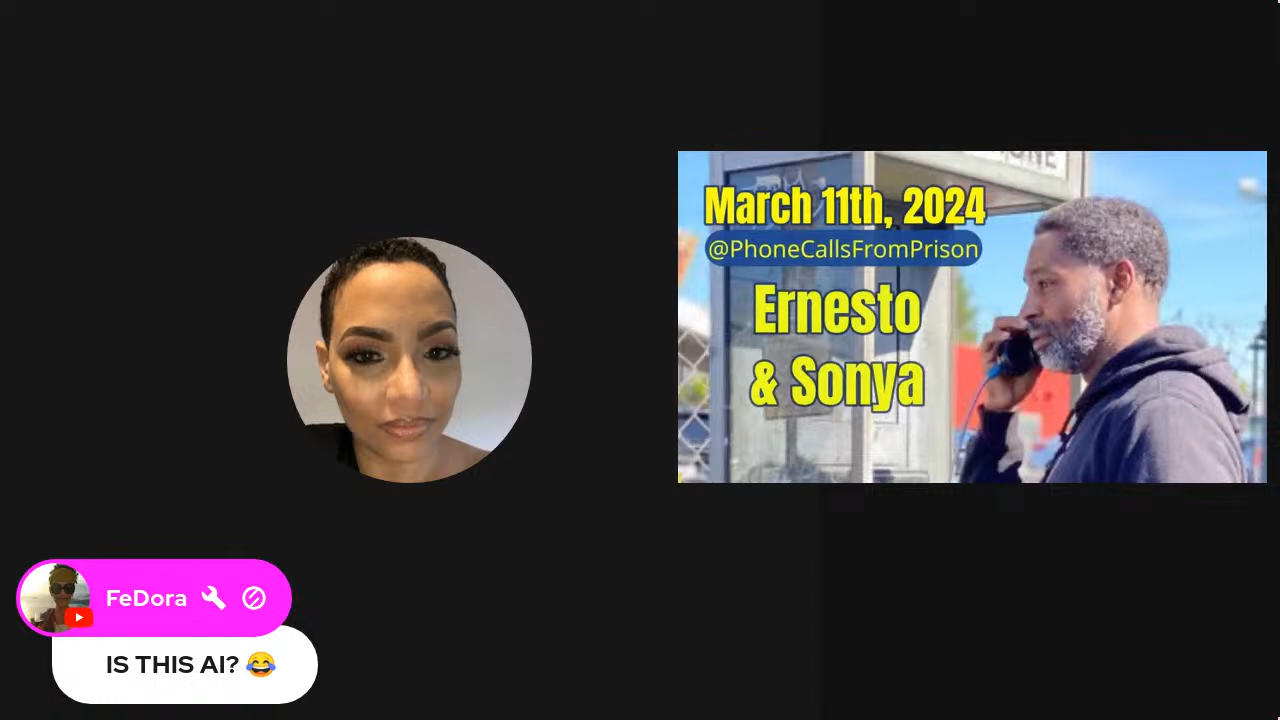 March 11th, 2024
@PhoneCallsFromPrison
Ernesto
& Sonya
FeDora
IS THIS AI? 😂